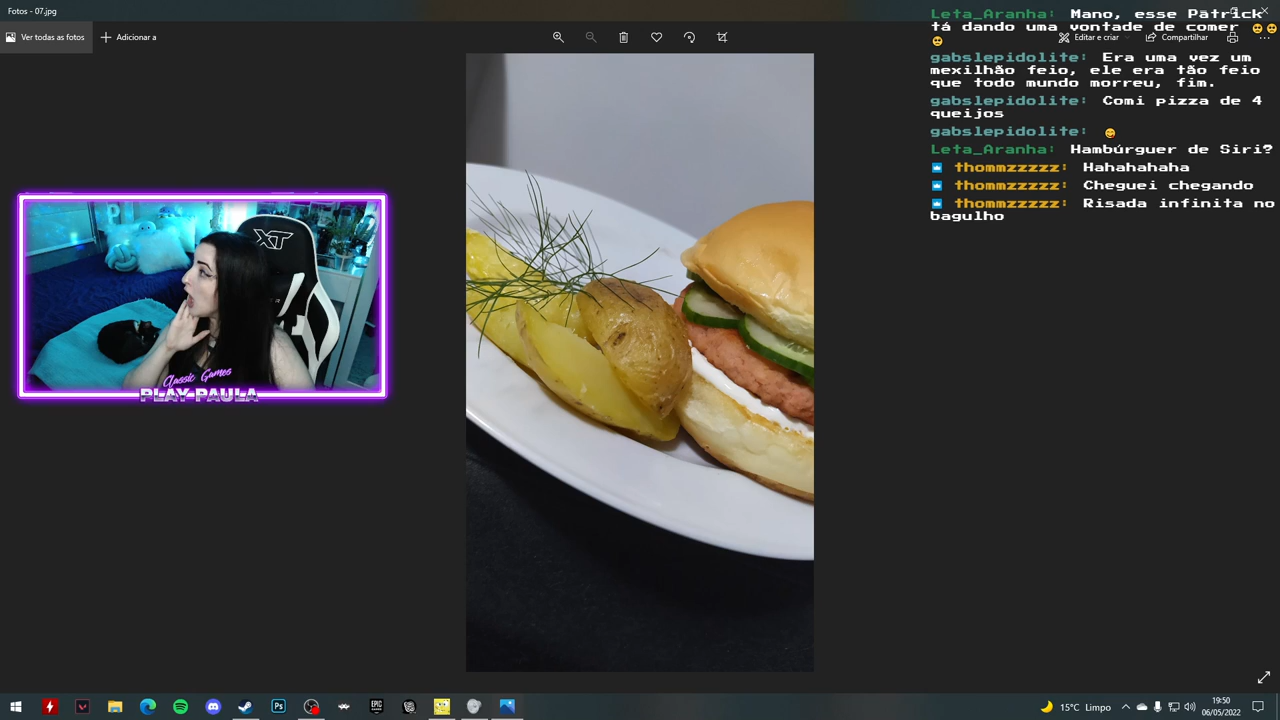 Fotos - 07.jpg
Ver todas as fotos
Adicionar a
Editar e criar
Compartilhar
Leta_Aranha: Mano, esse Patrick
tá dando uma vontade de comer
gabslepidolite: Era uma vez um
mexilhão feio, ele era tão feio
que todo mundo morreu, fim.
gabslepidolite: Comi pizza de 4
queijos
gabslepidolite:
Leta_Aranha: Hambúrguer de Siri?
thommzzzzz: Hahahahaha
thommzzzzz: Cheguei chegando
thommzzzzz: Risada infinita no
bagulho
XT
Classic Games
PLAY PAULA
Ps
EPIC
15°C Limpo
19:50
06/05/2022